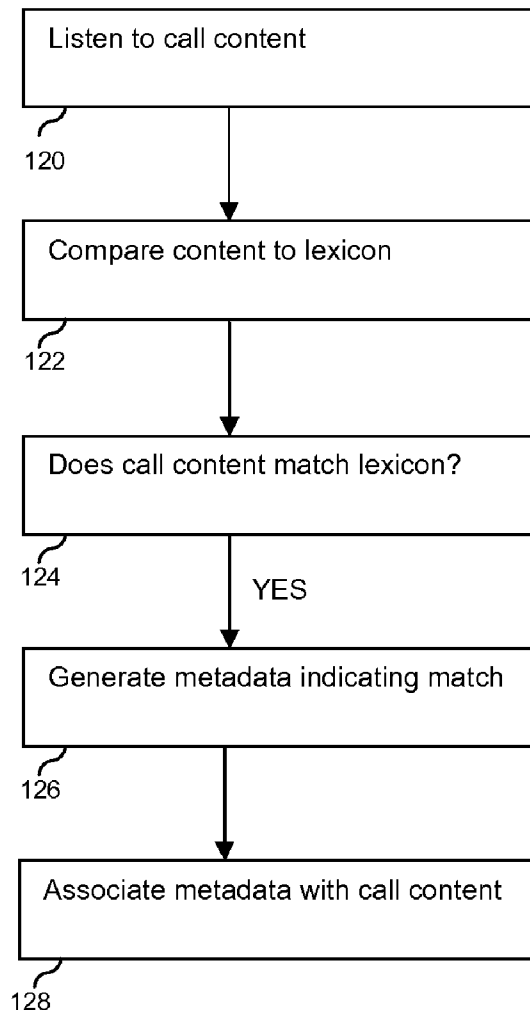 Listen to call content
120
Compare content to lexicon
122
Does call content match lexicon?
124
YES
Generate metadata indicating match
126
Associate metadata with call content
128